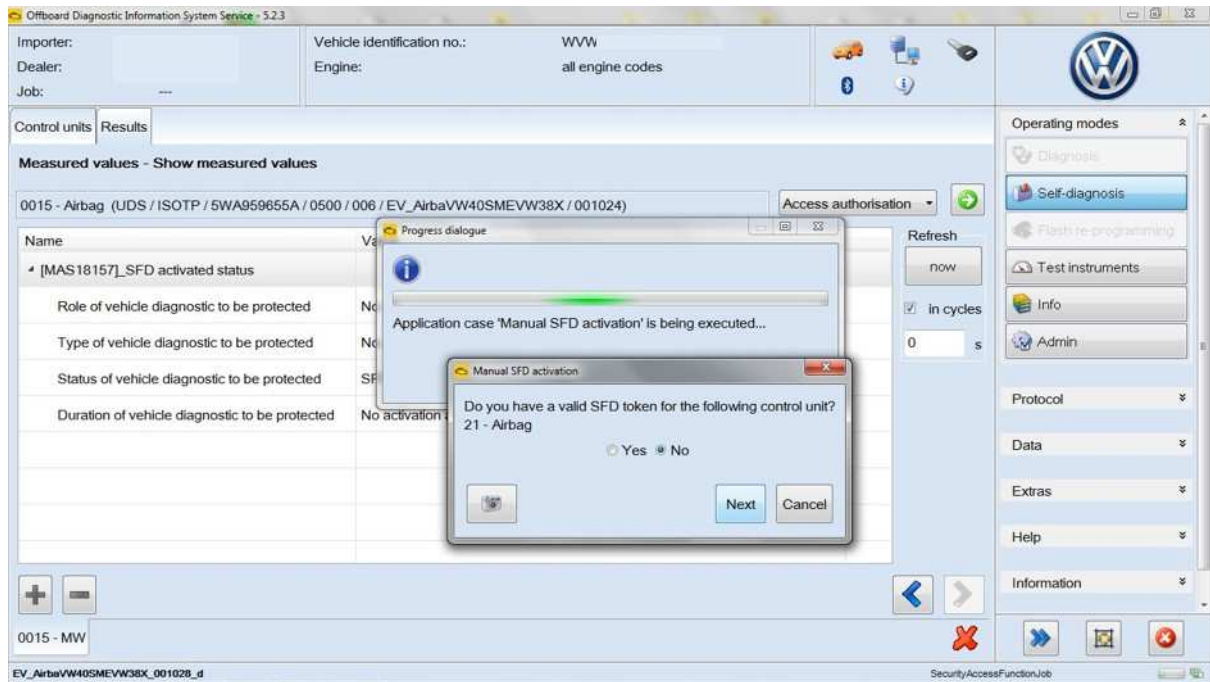 Offboard Diagnostic Information System Service - 5.2.3
Importer:
Dealer:
Job: ---
Vehicle identification no.: WVW
Engine: all engine codes
Control units Results
Measured values - Show measured values
0015 - Airbag (UDS / ISOTP / 5WA959655A / 0500 / 006 / EV_AirbaVW40SMEVW38X / 001024)
Access authorisation
Name
[MAS18157]_SFD activated status
Role of vehicle diagnostic to be protected
Type of vehicle diagnostic to be protected
Status of vehicle diagnostic to be protected
Duration of vehicle diagnostic to be protected No activation
Refresh
now
in cycles
0 s
Progress dialogue
Application case 'Manual SFD activation' is being executed...
Manual SFD activation
Do you have a valid SFD token for the following control unit?
21 - Airbag
Yes No
Next Cancel
Operating modes
Diagnosis
Self-diagnosis
Flash re-programming
Test instruments
Info
Admin
Protocol
Data
Extras
Help
Information
0015 - MW
EV_AirbaVW40SMEVW38X_001028_d
SecurityAccessFunctionJob